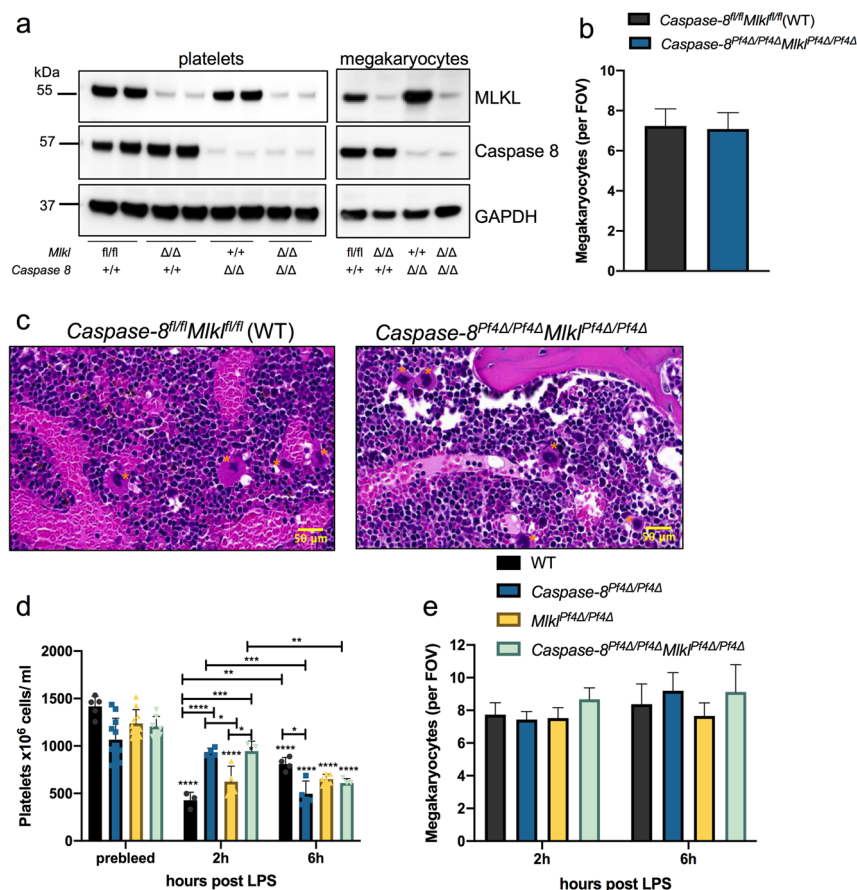 a
platelets
megakaryocytes
kDa
55
MLKL
57
Caspase 8
37
GAPDH
Mlkl fl/fl Δ/Δ +/+ Δ/Δ fl/fl Δ/Δ +/+ Δ/Δ
Caspase 8 +/+ +/+ Δ/Δ Δ/Δ +/+ +/+ Δ/Δ Δ/Δ
b
Caspase-8fl/flMlklfl/fl(WT)
Caspase-8Pf4Δ/Pf4ΔMlklPf4Δ/Pf4Δ
Megakaryocytes (per FOV)
10
8
6
4
2
0
c
Caspase-8fl/flMlklfl/fl (WT)
Caspase-8Pf4Δ/Pf4ΔMlklPf4Δ/Pf4Δ
* * * *
50 μm
* * * * *
50 μm
WT
Caspase-8Pf4Δ/Pf4Δ
MlklPf4Δ/Pf4Δ
Caspase-8Pf4Δ/Pf4ΔMlklPf4Δ/Pf4Δ
d
Platelets x10⁶ cells/ ml
2000
1500
1000
500
0
**
***
**
***
****
*
*
*
**** **** **** **** **** ****
prebleed 2h 6h
hours post LPS
e
Megakaryocytes (per FOV)
12
10
8
6
4
2
0
2h 6h
hours post LPS